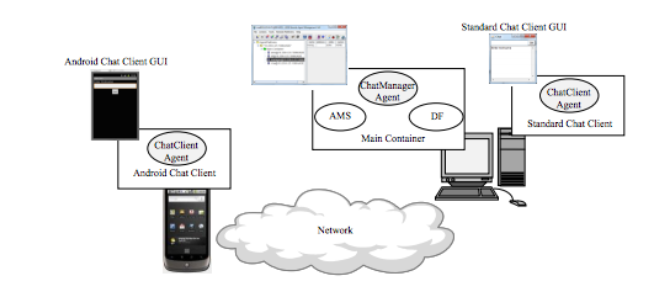 Standard Chat Client GUI
Android Chat Client GUI
ChatManager
Agent
AMS
DF
Main Container
ChatClient
Agent
Standard Chat Client
ChatClient
Agent
Android Chat Client
Network